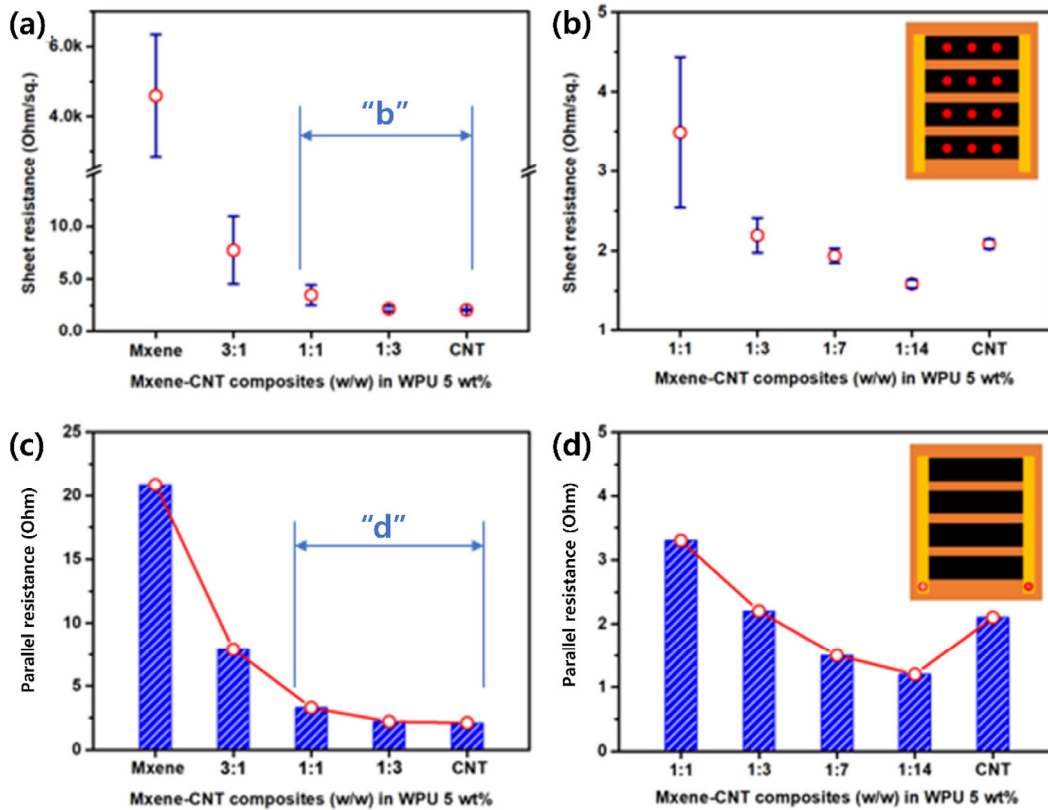 (a)
Sheet resistance (Ohm/sq.)
6.0k
4.0k
10.0
5.0
0.0
“b”
Mxene 3:1 1:1 1:3 CNT
Mxene-CNT composites (w/w) in WPU 5 wt%
(b)
Sheet resistance (Ohm/sq.)
5
4
3
2
1
1:1 1:3 1:7 1:14 CNT
Mxene-CNT composites (w/w) in WPU 5 wt%
(c)
Parallel resistance (Ohm)
25
20
15
10
5
0
“d”
Mxene 3:1 1:1 1:3 CNT
Mxene-CNT composites (w/w) in WPU 5 wt%
(d)
Parallel resistance (Ohm)
5
4
3
2
1
0
1:1 1:3 1:7 1:14 CNT
Mxene-CNT composites (w/w) in WPU 5 wt%